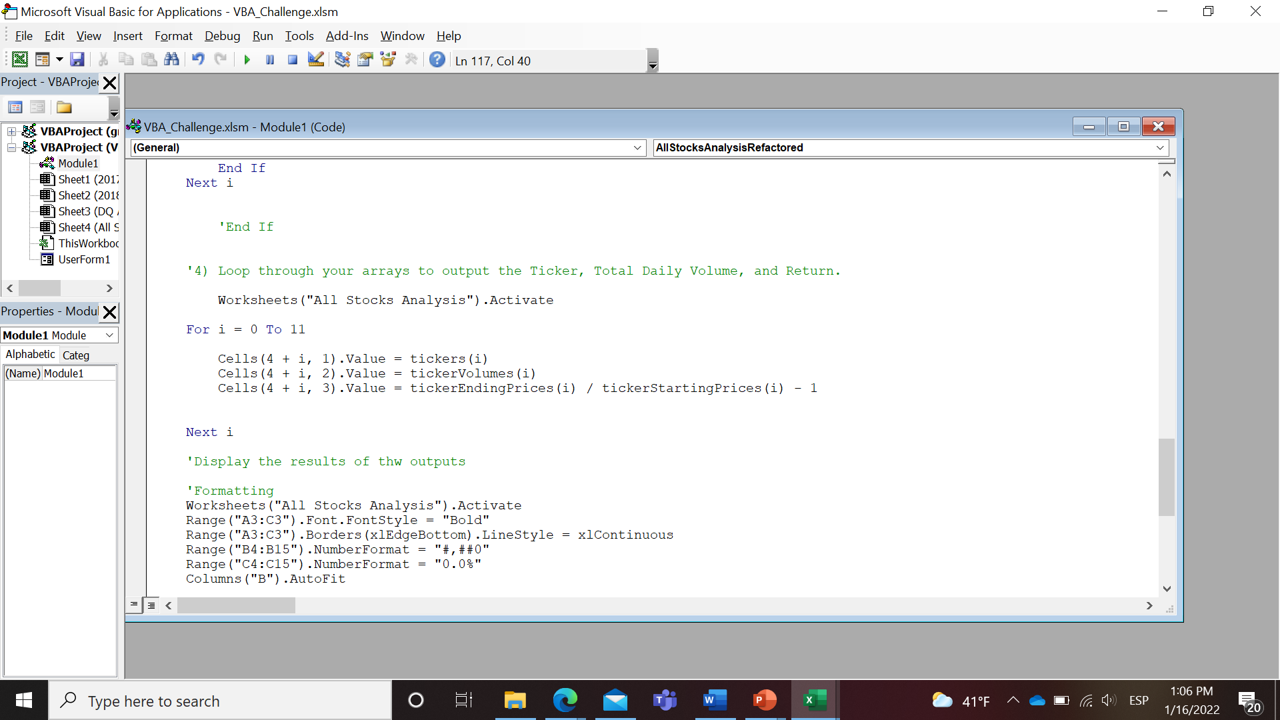 Microsoft Visual Basic for Applications - VBA_Challenge.xlsm
File Edit View Insert Format Debug Run Tools Add-Ins Window Help
Ln 117, Col 40
Project - VBAProje
VBAProject (g
VBAProject (V
Module1
Sheet1 (2017
Sheet2 (2018
Sheet3 (DQ A
Sheet4 (All S
ThisWorkboo
UserForm1
Properties - Modu
Module1 Module
Alphabetic Categ
(Name) Module1
VBA_Challenge.xlsm - Module1 (Code)
(General) AllStocksAnalysisRefactored
End If
Next i
'End If
'4) Loop through your arrays to output the Ticker, Total Daily Volume, and Return.
Worksheets("All Stocks Analysis").Activate
For i = 0 To 11
Cells(4 + i, 1).Value = tickers(i)
Cells(4 + i, 2).Value = tickerVolumes(i)
Cells(4 + i, 3).Value = tickerEndingPrices(i) / tickerStartingPrices(i) - 1
Next i
'Display the results of thw outputs
'Formatting
Worksheets("All Stocks Analysis").Activate
Range("A3:C3").Font.FontStyle = "Bold"
Range("A3:C3").Borders(xlEdgeBottom).LineStyle = xlContinuous
Range("B4:B15").NumberFormat = "#,##0"
Range("C4:C15").NumberFormat = "0.0%"
Columns("B").AutoFit
Type here to search
41°F
ESP
1:06 PM
1/16/2022
20